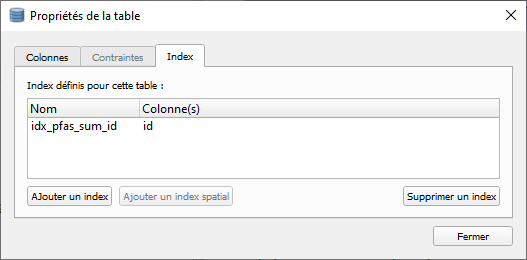 Propriétés de la table
Colonnes Contraintes Index
Index définis pour cette table :
Nom Colonne(s)
idx_pfas_sum_id id
AJouter un index Ajouter un index spatial Supprimer un index
Fermer